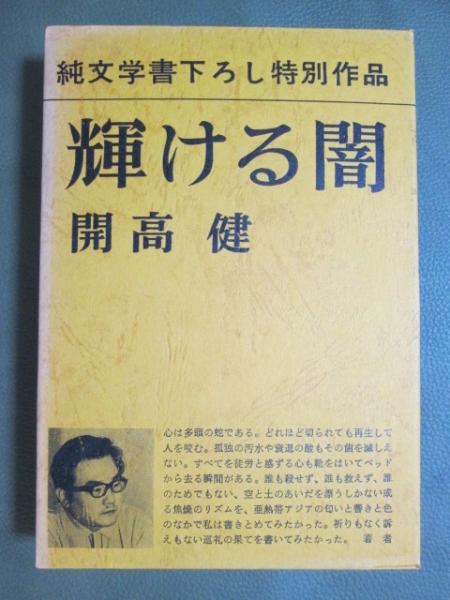 純文学書下ろし特別作品
輝ける闇
開高 健
心は多頭の蛇である。どれほど切られても再生して
人を咬む。孤独の汚水や衰退の酸もその歯を滅しえ
ない。すべてを徒労と感ずる心も靴をはいてベッド
から去る瞬間がある。誰も殺せず、誰も救えず、誰
のためでもない、空と土のあいだを漂うしかない或
る焦燥のリズムを、亜熱帯アジアの匂いと響きと色
のなかで私は書きとめてみたかった。祈りもなく訴
えもない巡礼の果てを書いてみたかった。 著 者